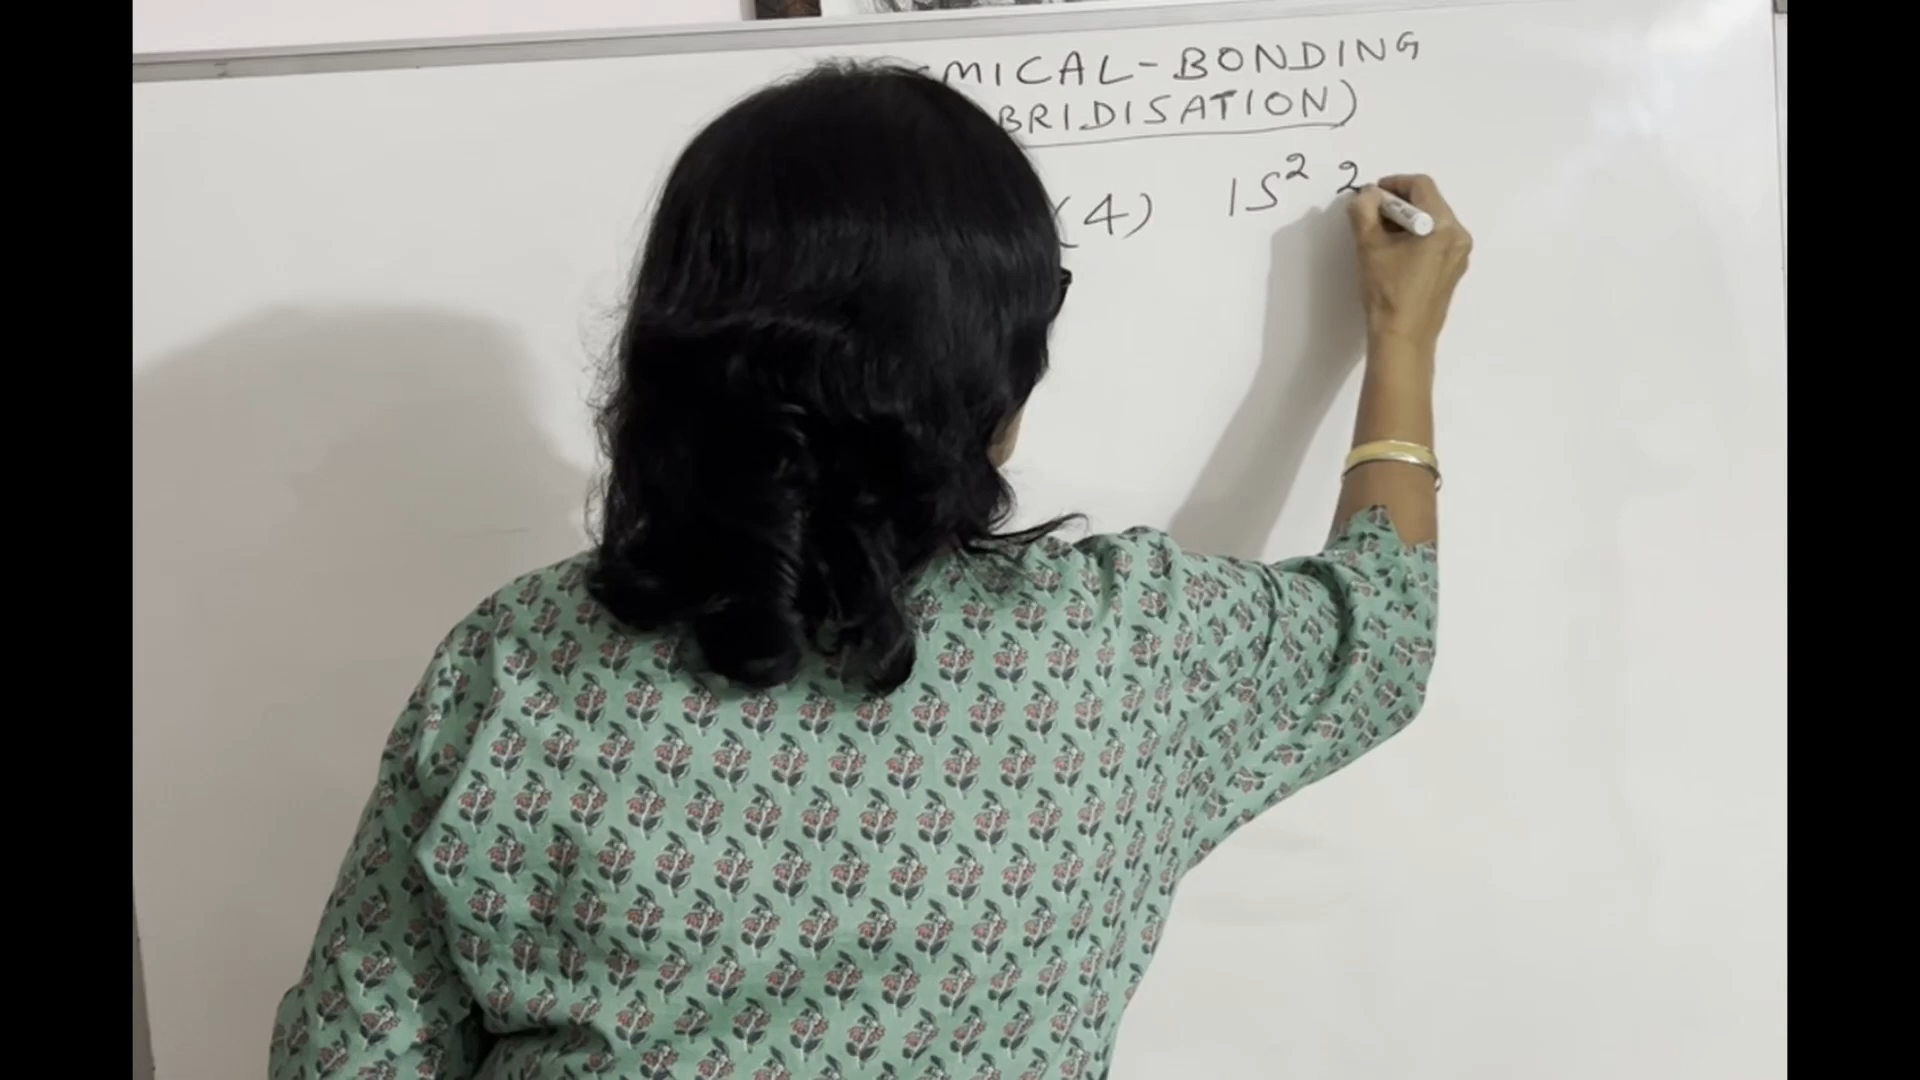 MICAL-BONDING
BRIDISATION)
(4) 1S² 2